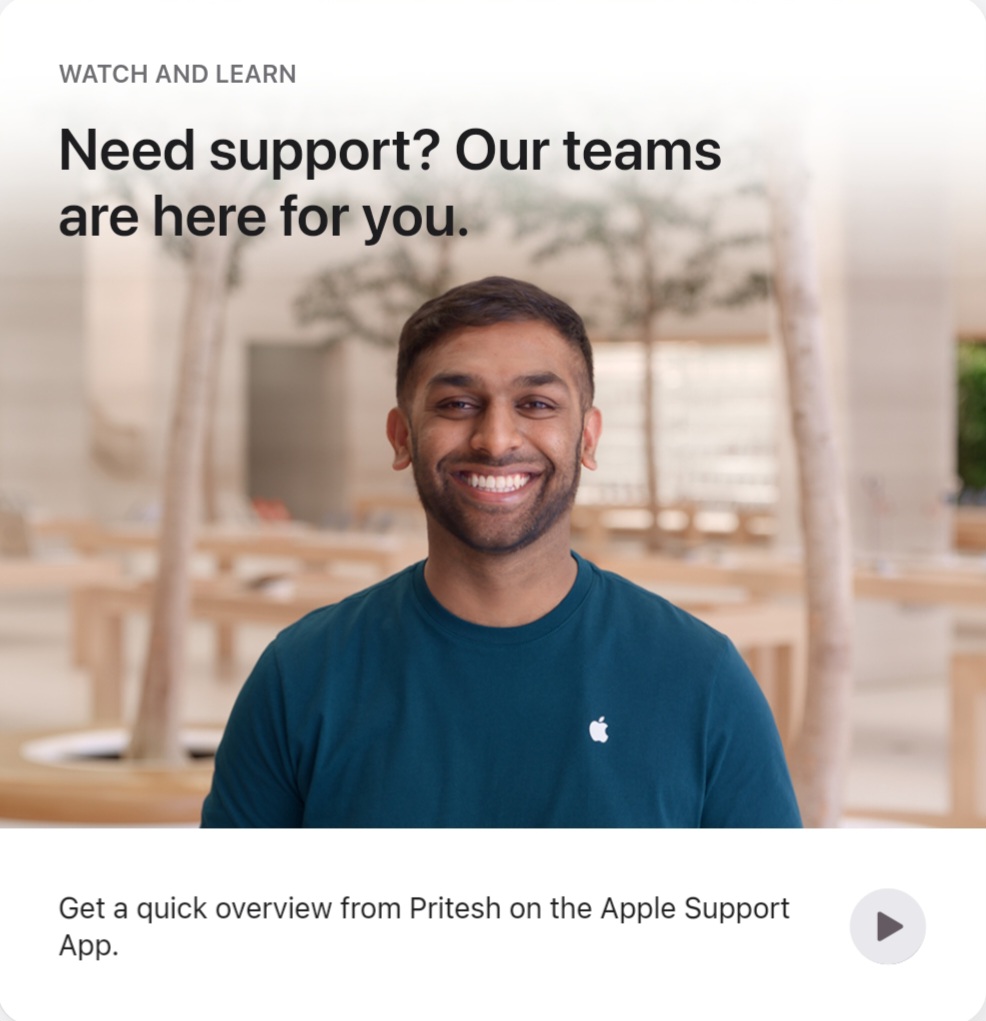 WATCH AND LEARN
Need support? Our teams
are here for you.
Get a quick overview from Pritesh on the Apple Support
App.